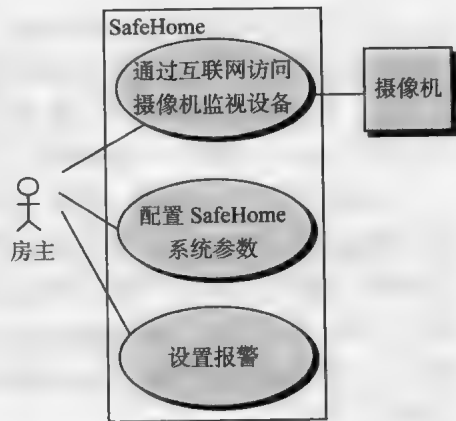 SafeHome
通过互联网访问
摄像机监视设备
摄像机
房主
配置 SafeHome
系统参数
设置报警